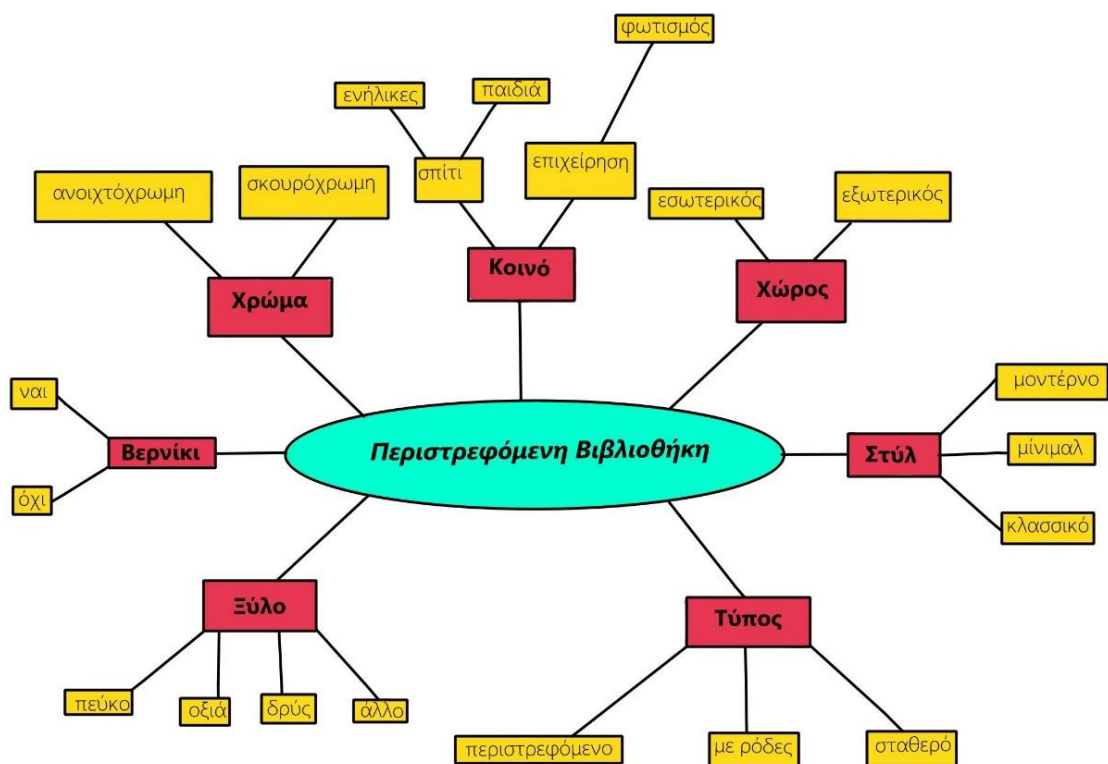 φωτισμός
ενήλικες
παιδιά
σπίτι
επιχείρηση
ανοιχτόχρωμη
σκουρόχρωμη
εσωτερικός
εξωτερικός
Χρώμα
Κοινό
Χώρος
ναι
όχι
Βερνίκι
Περιστρεφόμενη Βιβλιοθήκη
Στύλ
μοντέρνο
μίνιμαλ
κλασσικό
Ξύλο
πεύκο
οξιά
δρύς
άλλο
Τύπος
περιστρεφόμενο
με ρόδες
σταθερό